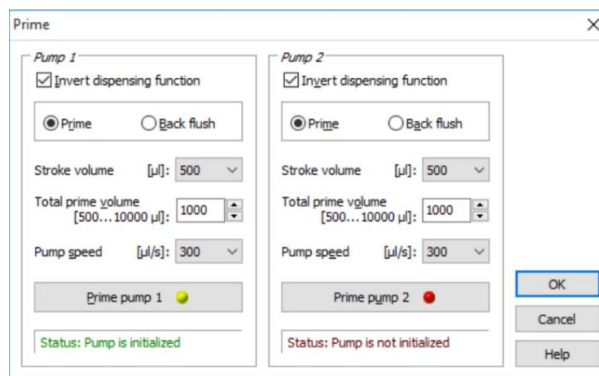 Prime
Pump 1
Invert dispensing function
Prime Back flush
Stroke volume [µl]: 500
Total prime volume
[500...10000 µl]: 1000
Pump speed [µl/s]: 300
Prime pump 1
Status: Pump is initialized
Pump 2
Invert dispensing function
Prime Back flush
Stroke volume [µl]: 500
Total prime volume
[500...10000 µl]: 1000
Pump speed [µl/s]: 300
Prime pump 2
Status: Pump is not initialized
OK
Cancel
Help